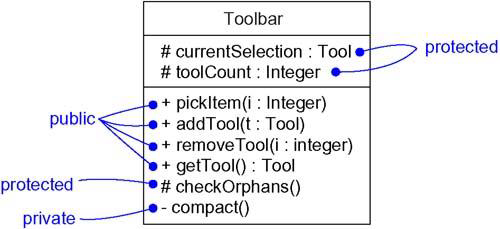 Toolbar
# currentSelection : Tool
# toolCount : Integer
protected
+ pickItem(i : Integer)
+ addTool(t : Tool)
+ removeTool(i : integer)
+ getTool() : Tool
# checkOrphans()
- compact()
public
protected
private